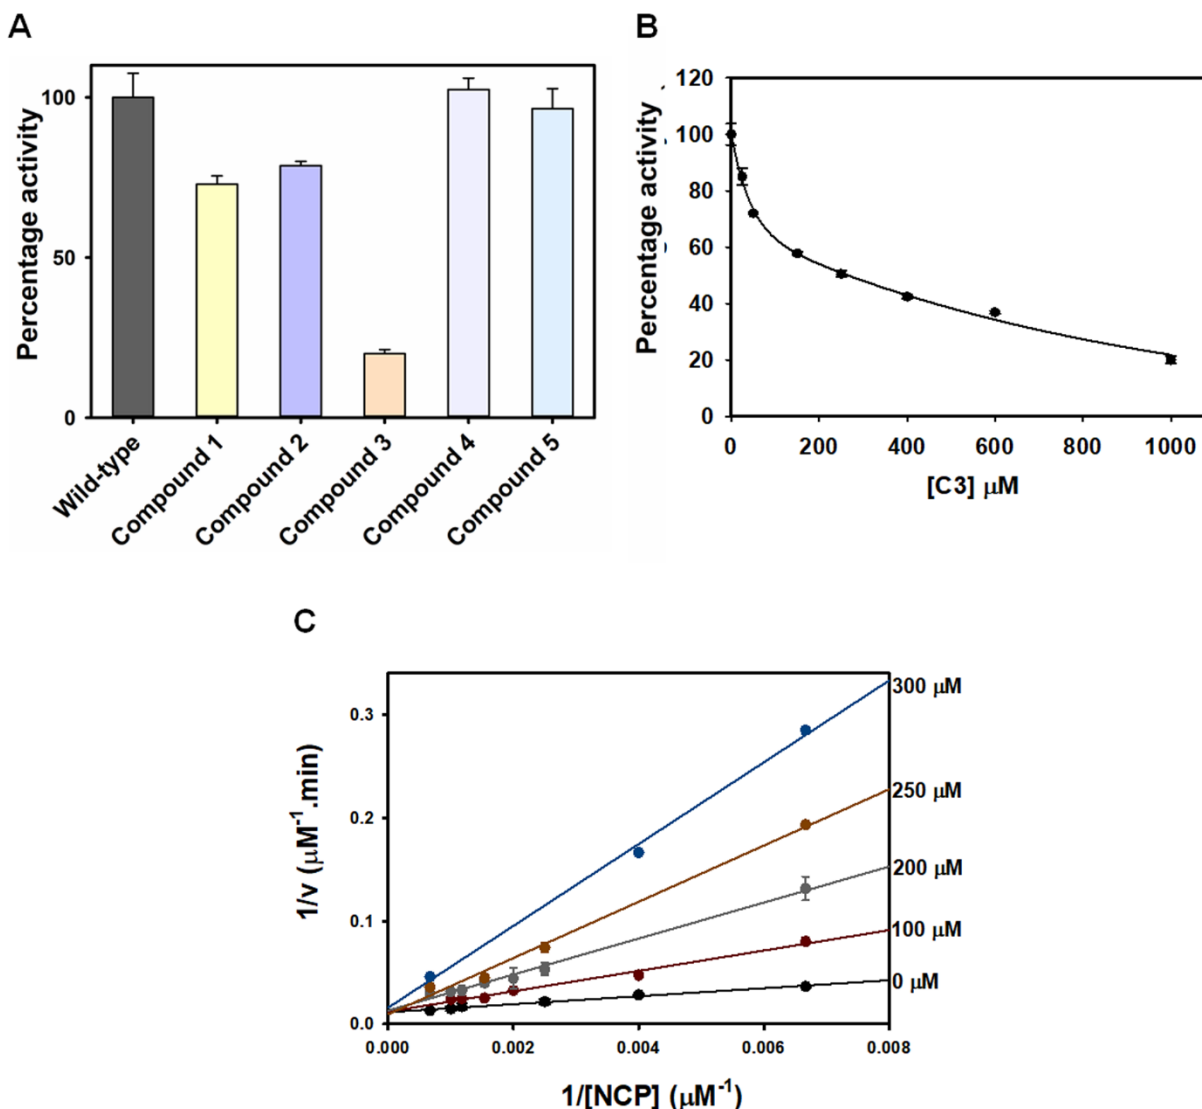 A
Percentage activity
100
50
0
Wild-type
Compound 1
Compound 2
Compound 3
Compound 4
Compound 5
B
Percentage activity
120
100
80
60
40
20
0
0 200 400 600 800 1000
[C3] μM
C
1/v (μM⁻¹.min)
0.3
0.2
0.1
0.0
300 μM
250 μM
200 μM
100 μM
0 μM
0.000 0.002 0.004 0.006 0.008
1/[NCP] (μM⁻¹)